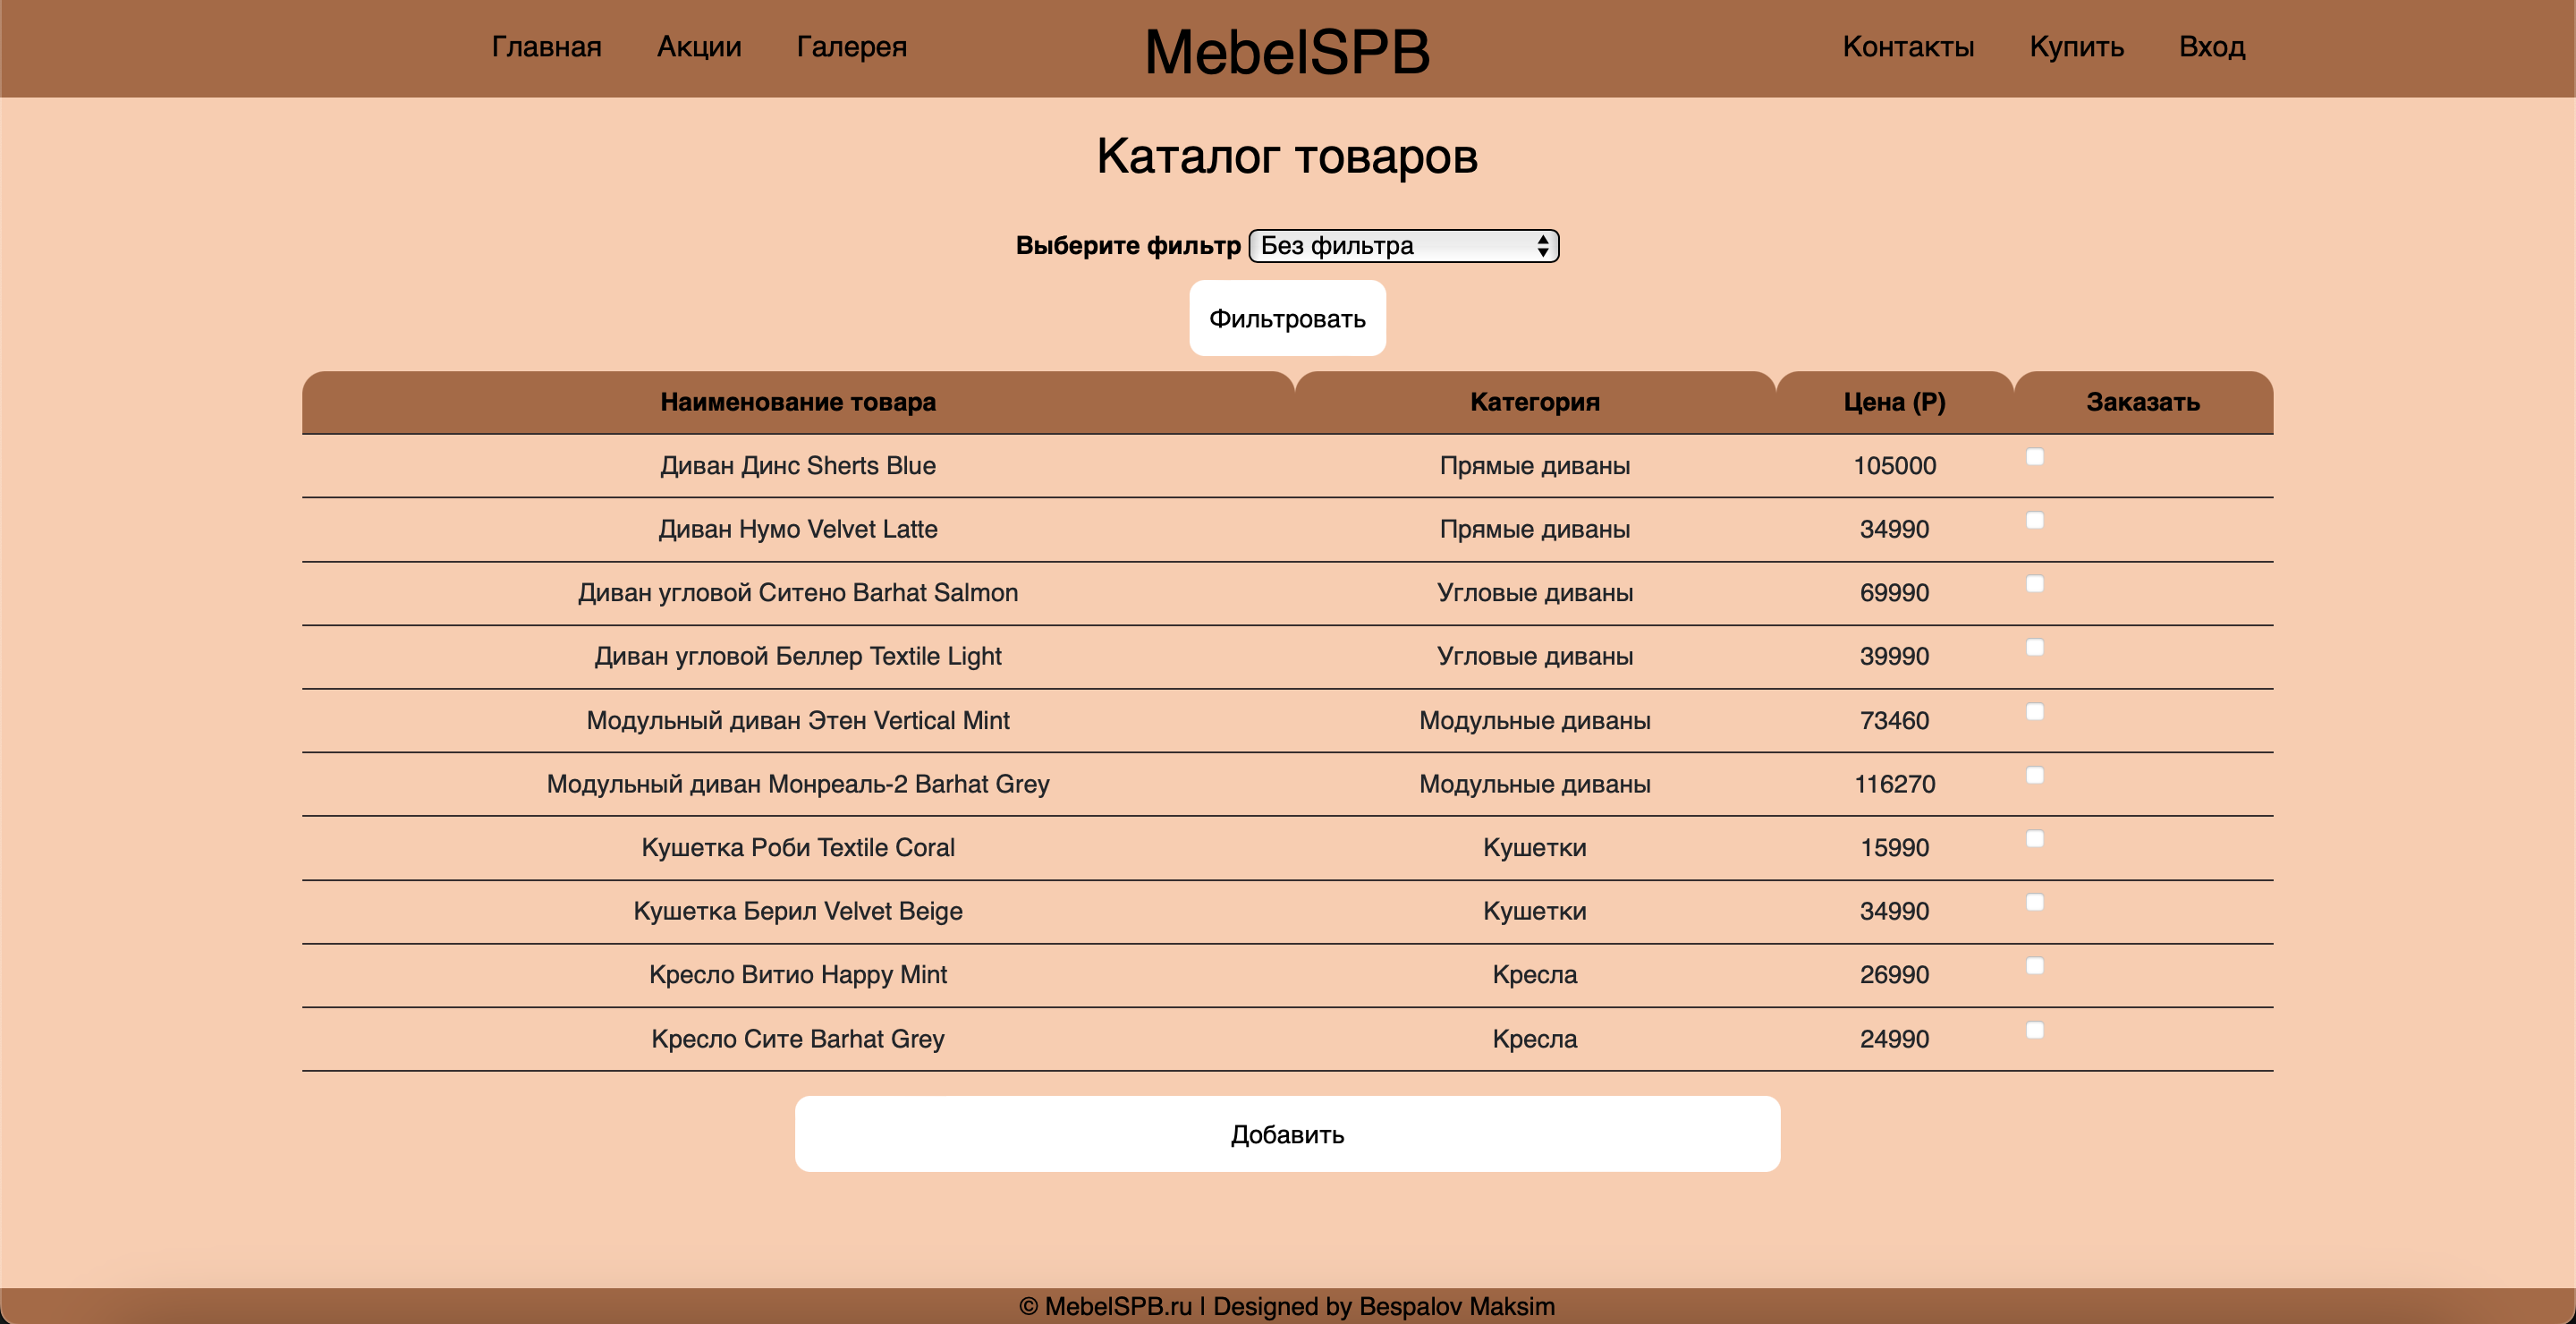 Главная Акции Галерея MebelSPB Контакты Купить Вход
Каталог товаров
Выберите фильтр Без фильтра
Фильтровать
Наименование товара Категория Цена (Р) Заказать
Диван Динс Sherts Blue Прямые диваны 105000
Диван Нумо Velvet Latte Прямые диваны 34990
Диван угловой Ситено Barhat Salmon Угловые диваны 69990
Диван угловой Беллер Textile Light Угловые диваны 39990
Модульный диван Этен Vertical Mint Модульные диваны 73460
Модульный диван Монреаль-2 Barhat Grey Модульные диваны 116270
Кушетка Роби Textile Coral Кушетки 15990
Кушетка Берил Velvet Beige Кушетки 34990
Кресло Витио Happy Mint Кресла 26990
Кресло Сите Barhat Grey Кресла 24990
Добавить
© MebelSPB.ru | Designed by Bespalov Maksim